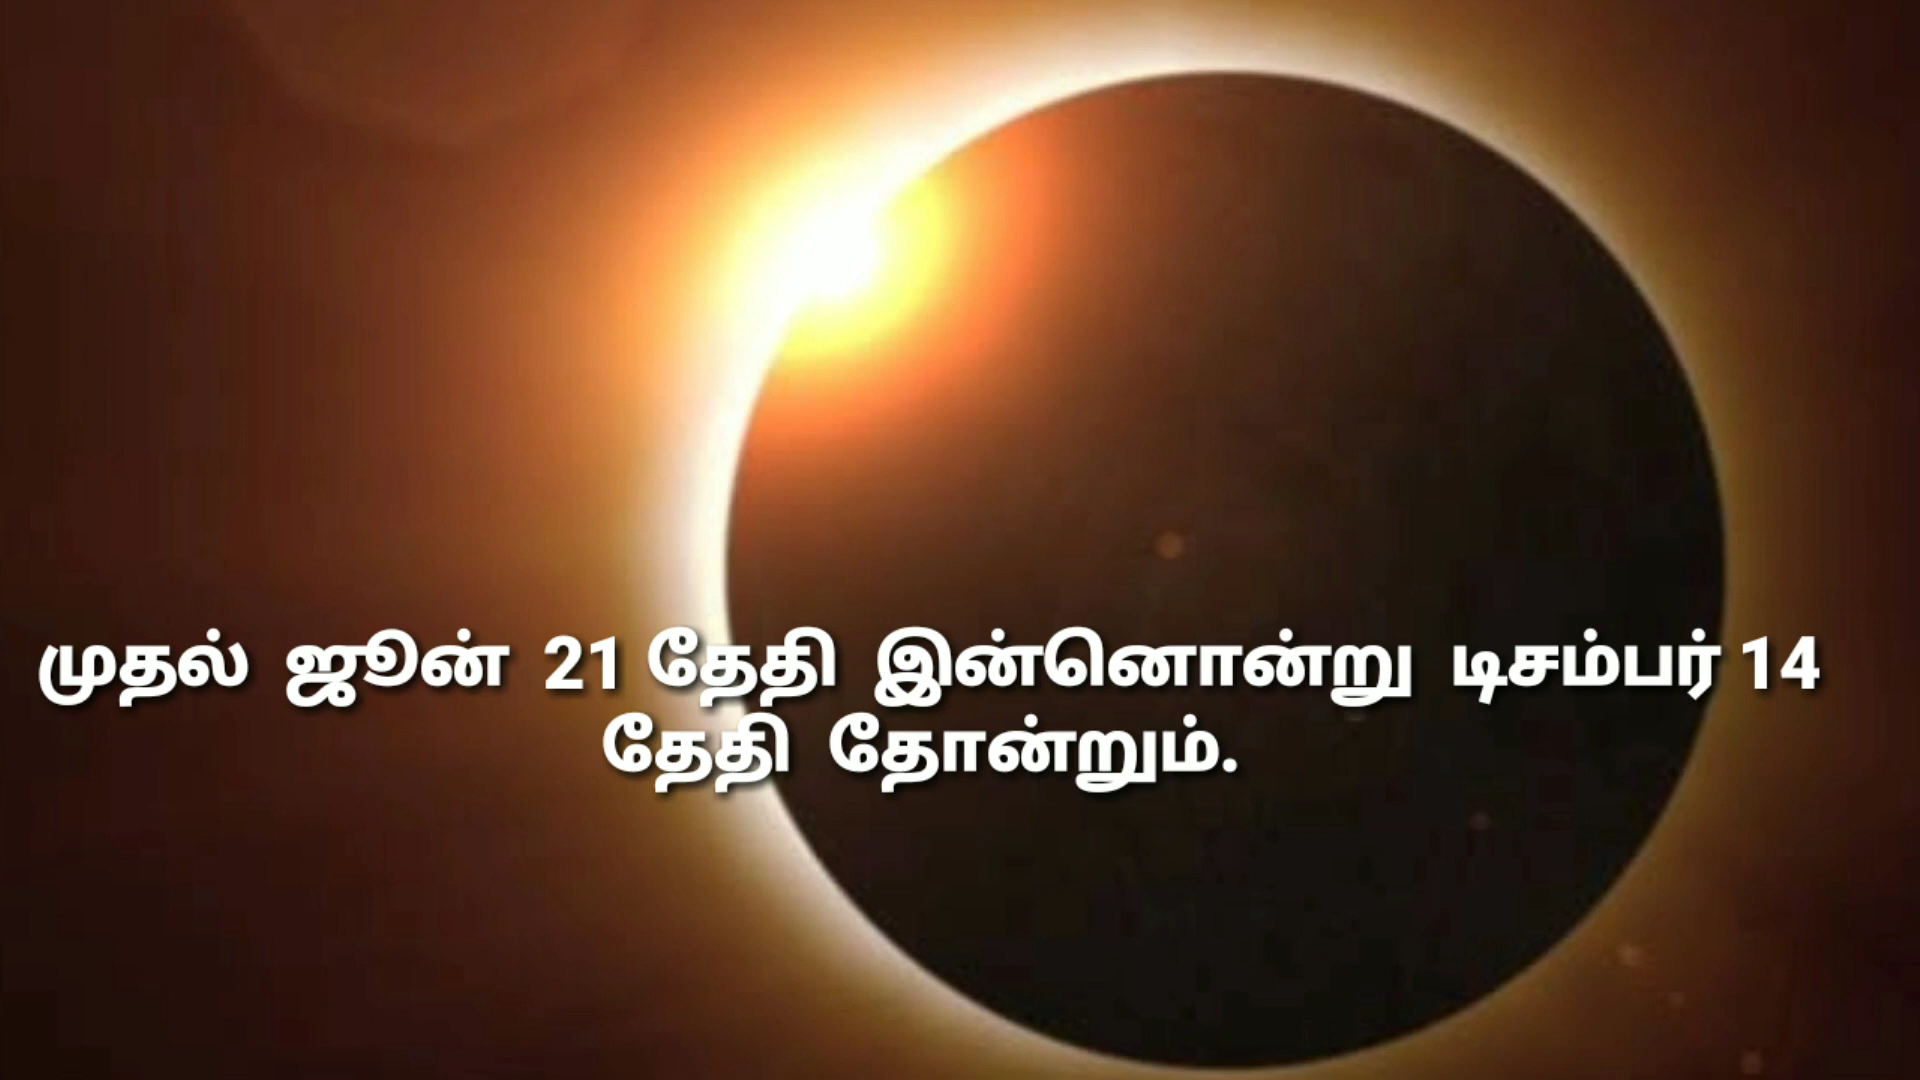 முதல் ஜூன் 21 தேதி இன்னொன்று டிசம்பர் 14
தேதி தோன்றும்.